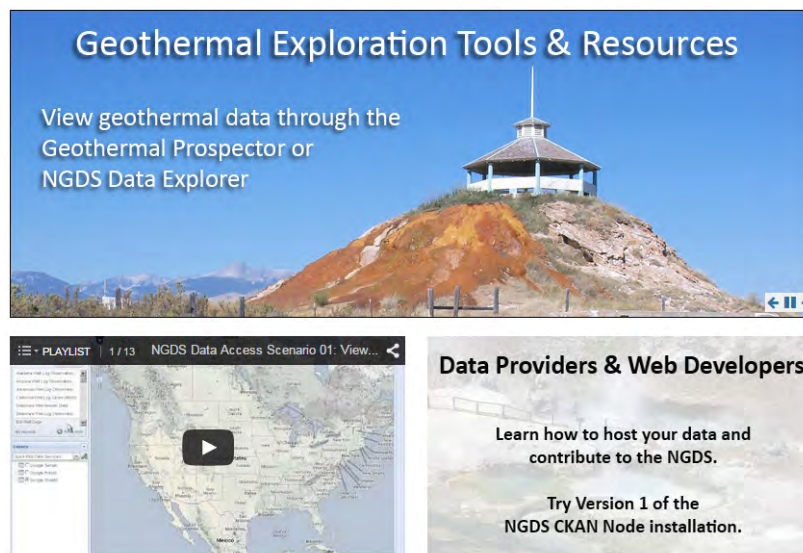 Geothermal Exploration Tools & Resources
View geothermal data through the
Geothermal Prospector or
NGDS Data Explorer
PLAYLIST 1 / 13 NGDS Data Access Scenario 01: View...
Mexico
Data Providers & Web Developers
Learn how to host your data and
contribute to the NGDS.
Try Version 1 of the
NGDS CKAN Node installation.